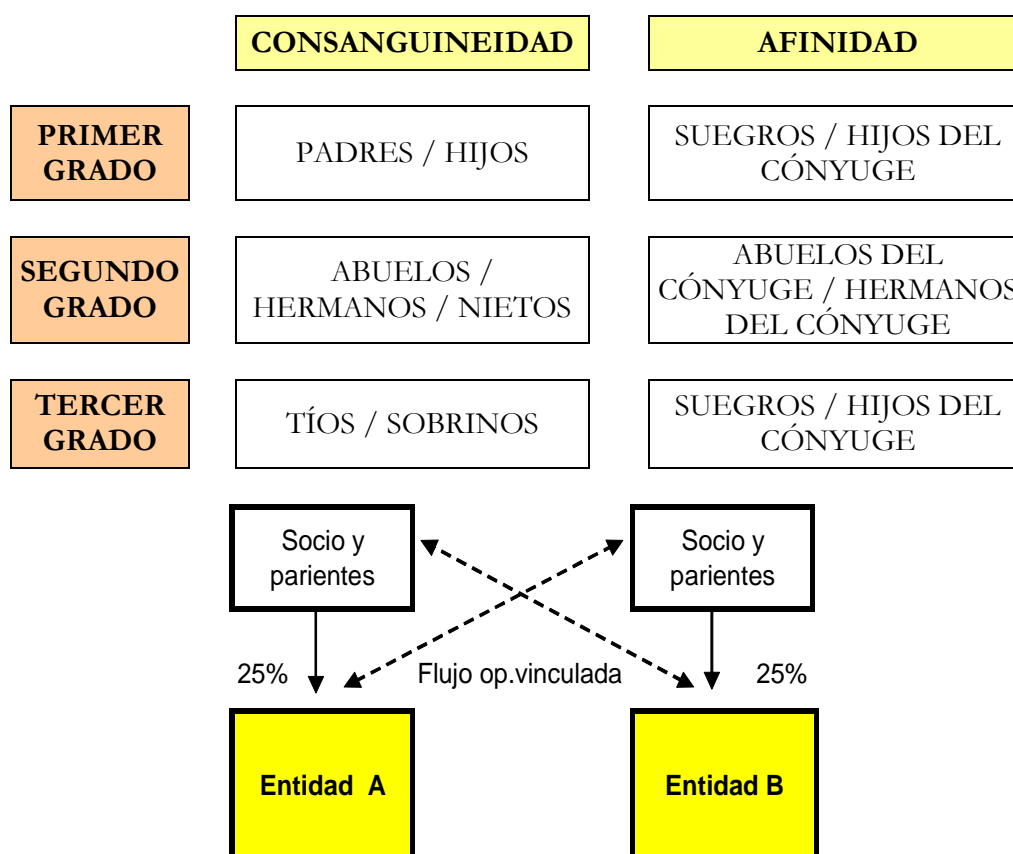 CONSANGUINEIDAD
AFINIDAD
PRIMER
GRADO
PADRES / HIJOS
SUEGROS / HIJOS DEL
CÓNYUGE
SEGUNDO
GRADO
ABUELOS /
HERMANOS / NIETOS
ABUELOS DEL
CÓNYUGE / HERMANOS
DEL CÓNYUGE
TERCER
GRADO
TÍOS / SOBRINOS
SUEGROS / HIJOS DEL
CÓNYUGE
Socio y
parientes
Socio y
parientes
25%
Flujo op.vinculada
25%
Entidad A
Entidad B